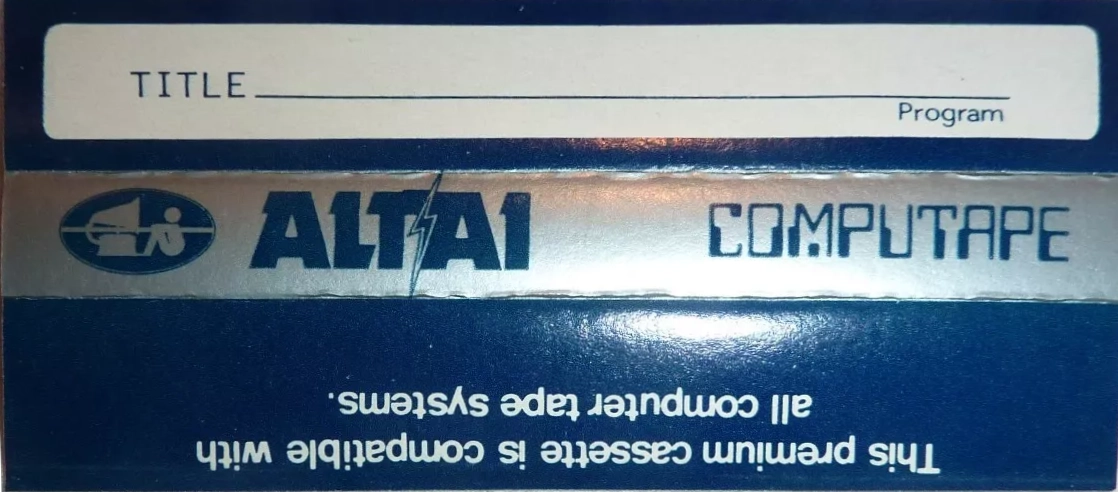 TITLE
Program
ALTAI
COMPUTAPE
This premium cassette is compatible with
all computer tape systems.